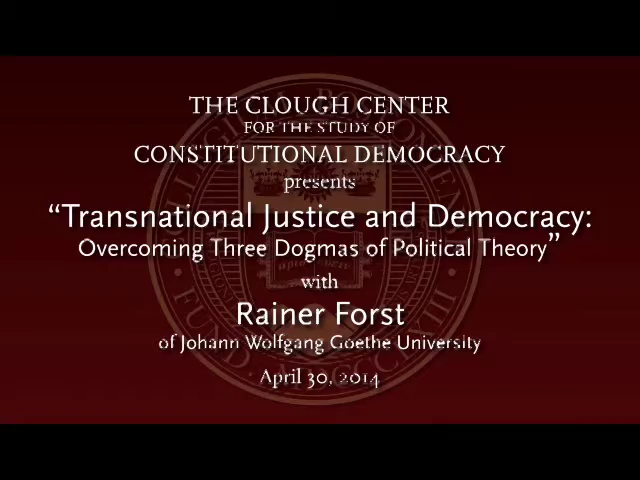 THE CLOUGH CENTER
FOR THE STUDY OF
CONSTITUTIONAL DEMOCRACY
presents
“Transnational Justice and Democracy:
Overcoming Three Dogmas of Political Theory”
with
Rainer Forst
of Johann Wolfgang Goethe University
April 30, 2014